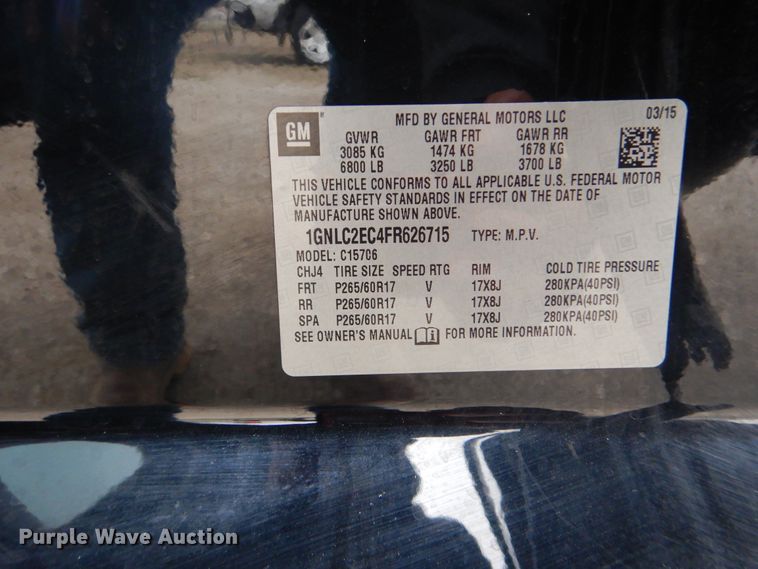 GM
MFD BY GENERAL MOTORS LLC 03/15
GVWR GAWR FRT GAWR RR
3085 KG 1474 KG 1678 KG
6800 LB 3250 LB 3700 LB
THIS VEHICLE CONFORMS TO ALL APPLICABLE U.S. FEDERAL MOTOR
VEHICLE SAFETY STANDARDS IN EFFECT ON THE DATE OF
MANUFACTURE SHOWN ABOVE.
1GNLC2EC4FR626715 TYPE: M.P.V.
MODEL: C15706
CHJ4 TIRE SIZE SPEED RTG RIM COLD TIRE PRESSURE
FRT P265/60R17 V 17X8J 280KPA(40PSI)
RR P265/60R17 V 17X8J 280KPA(40PSI)
SPA P265/60R17 V 17X8J 280KPA(40PSI)
SEE OWNER'S MANUAL FOR MORE INFORMATION.
Purple Wave Auction